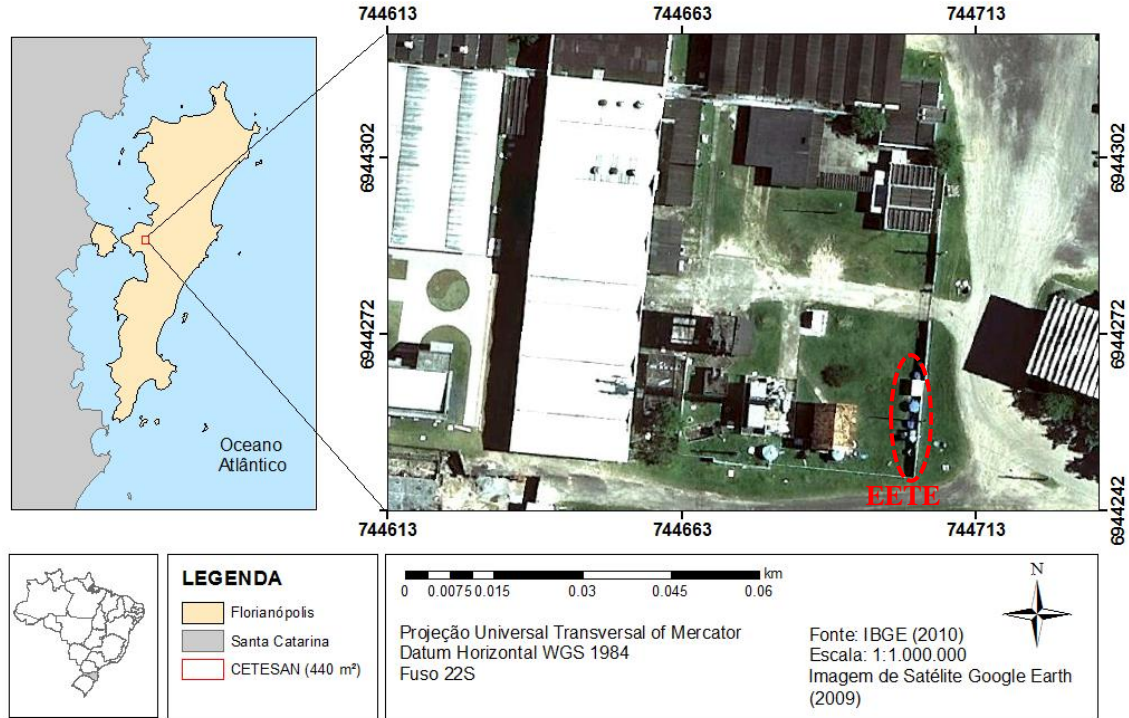 744613
744663
744713
6944302
6944302
6944272
6944272
6944242
Oceano
Atlântico
EETE
744613
744663
744713
LEGENDA
Florianópolis
Santa Catarina
CETESAN (440 m²)
0 0.0075 0.015 0.03 0.045 0.06
km
Projeção Universal Transversal of Mercator
Datum Horizontal WGS 1984
Fuso 22S
N
Fonte: IBGE (2010)
Escala: 1:1.000.000
Imagem de Satélite Google Earth
(2009)